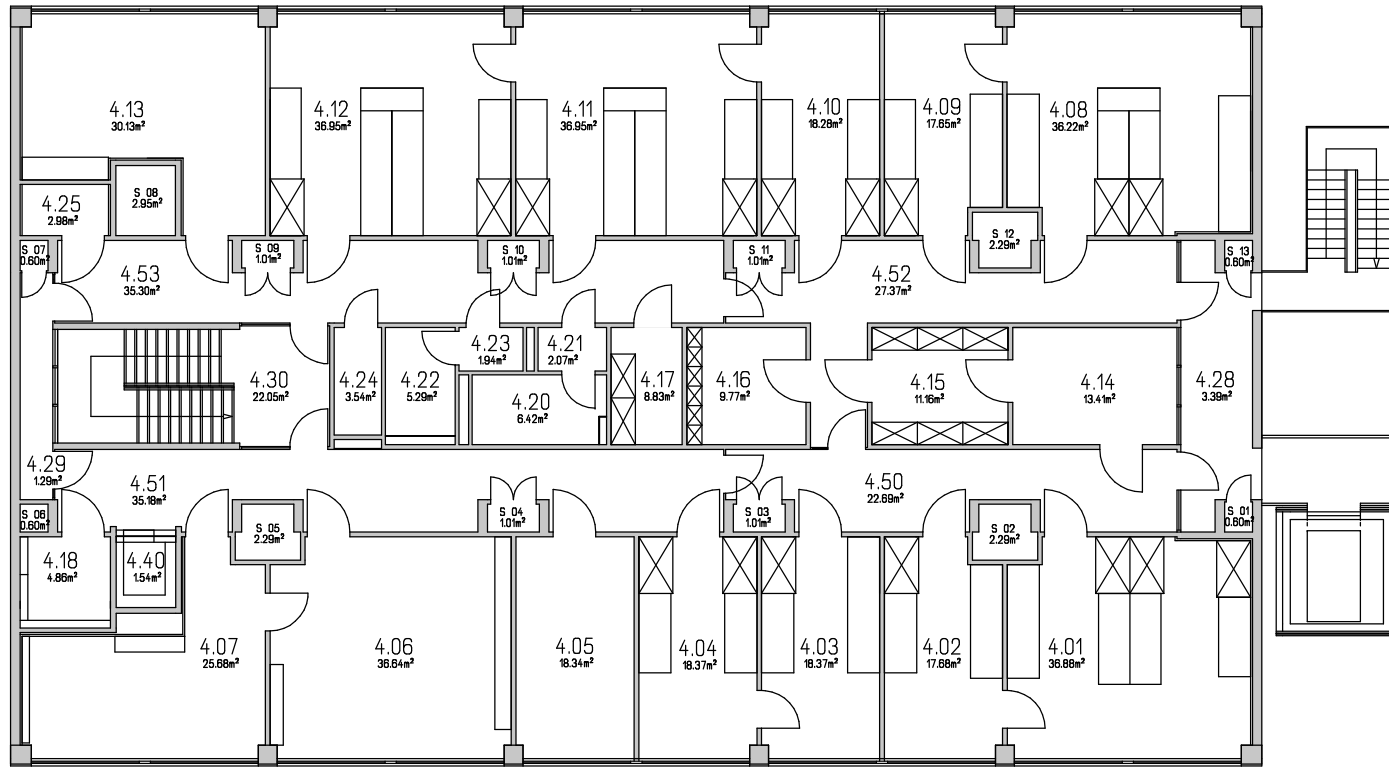 4.13
30.13m²
4.12
36.95m²
4.11
36.95m²
4.10
18.28m²
4.09
17.65m²
4.08
36.22m²
S 08
2.95m²
4.25
2.98m²
S 07
0.60m²
S 09
1.01m²
S 10
1.01m²
S 11
1.01m²
S 12
2.29m²
S 13
0.60m²
4.53
35.30m²
4.52
27.37m²
4.30
22.05m²
4.24
3.54m²
4.22
5.29m²
4.23
1.94m²
4.21
2.07m²
4.20
6.42m²
4.17
8.83m²
4.16
9.77m²
4.15
11.16m²
4.14
13.41m²
4.28
3.39m²
4.29
1.29m²
4.51
35.18m²
4.50
22.69m²
S 06
0.60m²
S 05
2.29m²
S 04
1.01m²
S 03
1.01m²
S 02
2.29m²
S 01
0.60m²
4.18
4.86m²
4.40
1.54m²
4.07
25.68m²
4.06
36.64m²
4.05
18.34m²
4.04
18.37m²
4.03
18.37m²
4.02
17.68m²
4.01
36.88m²